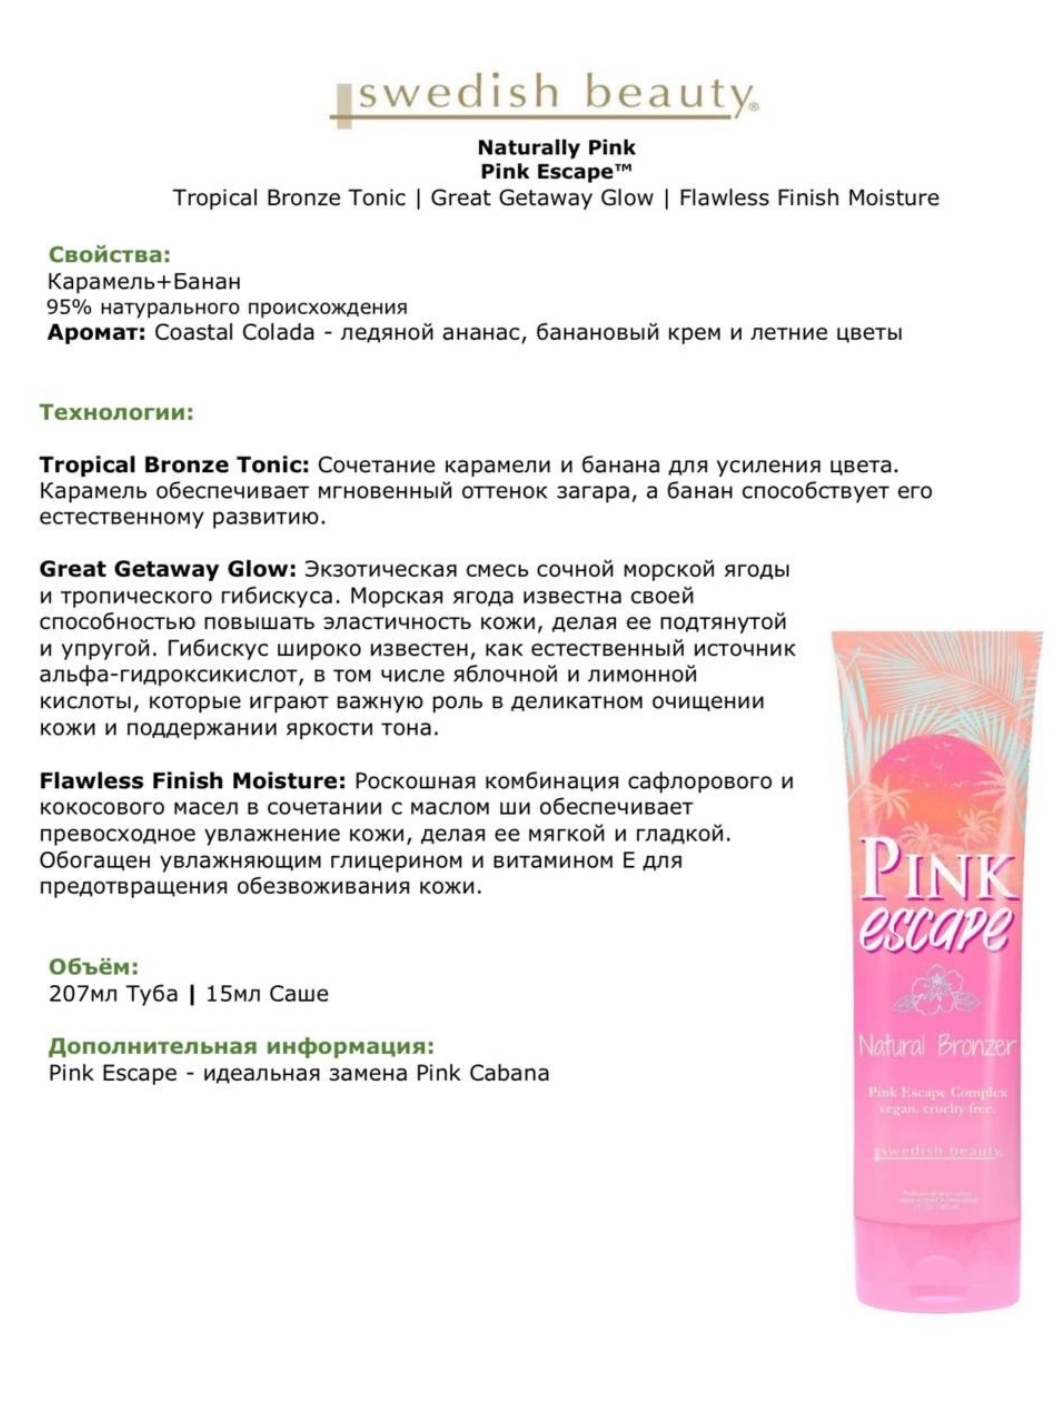 swedish beauty®
Naturally Pink
Pink Escape™
Tropical Bronze Tonic | Great Getaway Glow | Flawless Finish Moisture
Свойства:
Карамель+Банан
95% натурального происхождения
Аромат: Coastal Colada - ледяной ананас, банановый крем и летние цветы
Технологии:
Tropical Bronze Tonic: Сочетание карамели и банана для усиления цвета.
Карамель обеспечивает мгновенный оттенок загара, а банан способствует его
естественному развитию.
Great Getaway Glow: Экзотическая смесь сочной морской ягоды
и тропического гибискуса. Морская ягода известна своей
способностью повышать эластичность кожи, делая ее подтянутой
и упругой. Гибискус широко известен, как естественный источник
альфа-гидроксикислот, в том числе яблочной и лимонной
кислоты, которые играют важную роль в деликатном очищении
кожи и поддержании яркости тона.
Flawless Finish Moisture: Роскошная комбинация сафлорового и
кокосового масел в сочетании с маслом ши обеспечивает
превосходное увлажнение кожи, делая ее мягкой и гладкой.
Обогащен увлажняющим глицерином и витамином Е для
предотвращения обезвоживания кожи.
Объём:
207мл Туба | 15мл Саше
Дополнительная информация:
Pink Escape - идеальная замена Pink Cabana
PINK
escape
Natural Bronzer
Pink Escape Complex
vegan. cruelty free.
swedish beauty